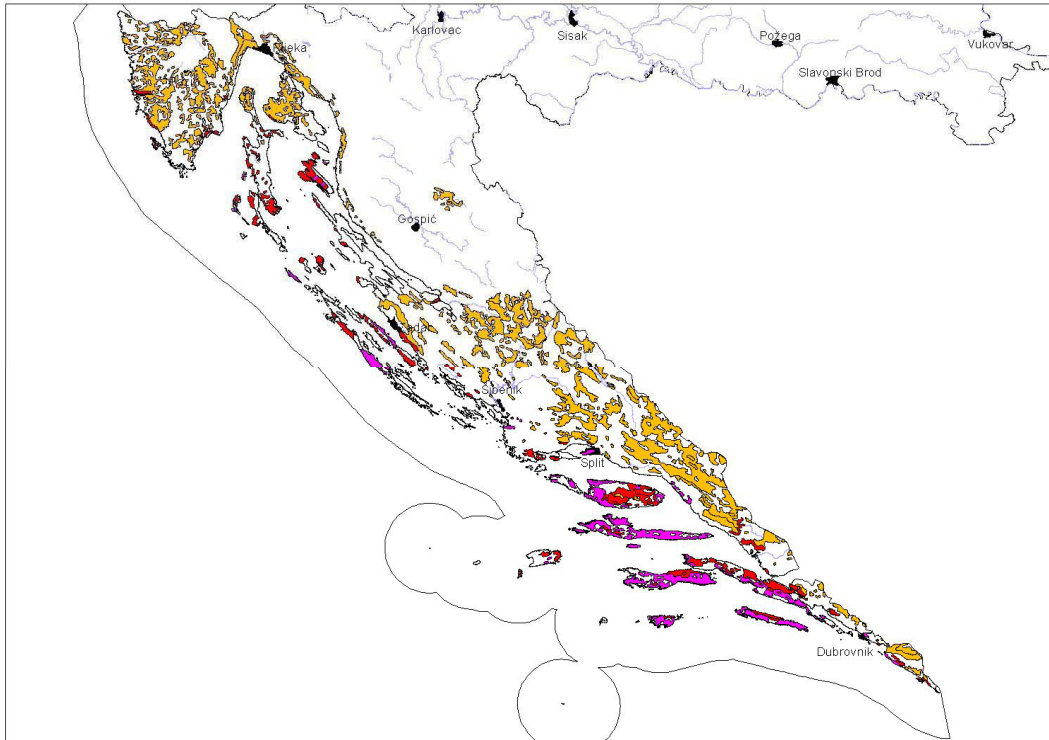 Karlovac
Sisak
Požega
Vukovar
Slavonski Brod
Gospić
Šibenik
Split
Dubrovnik